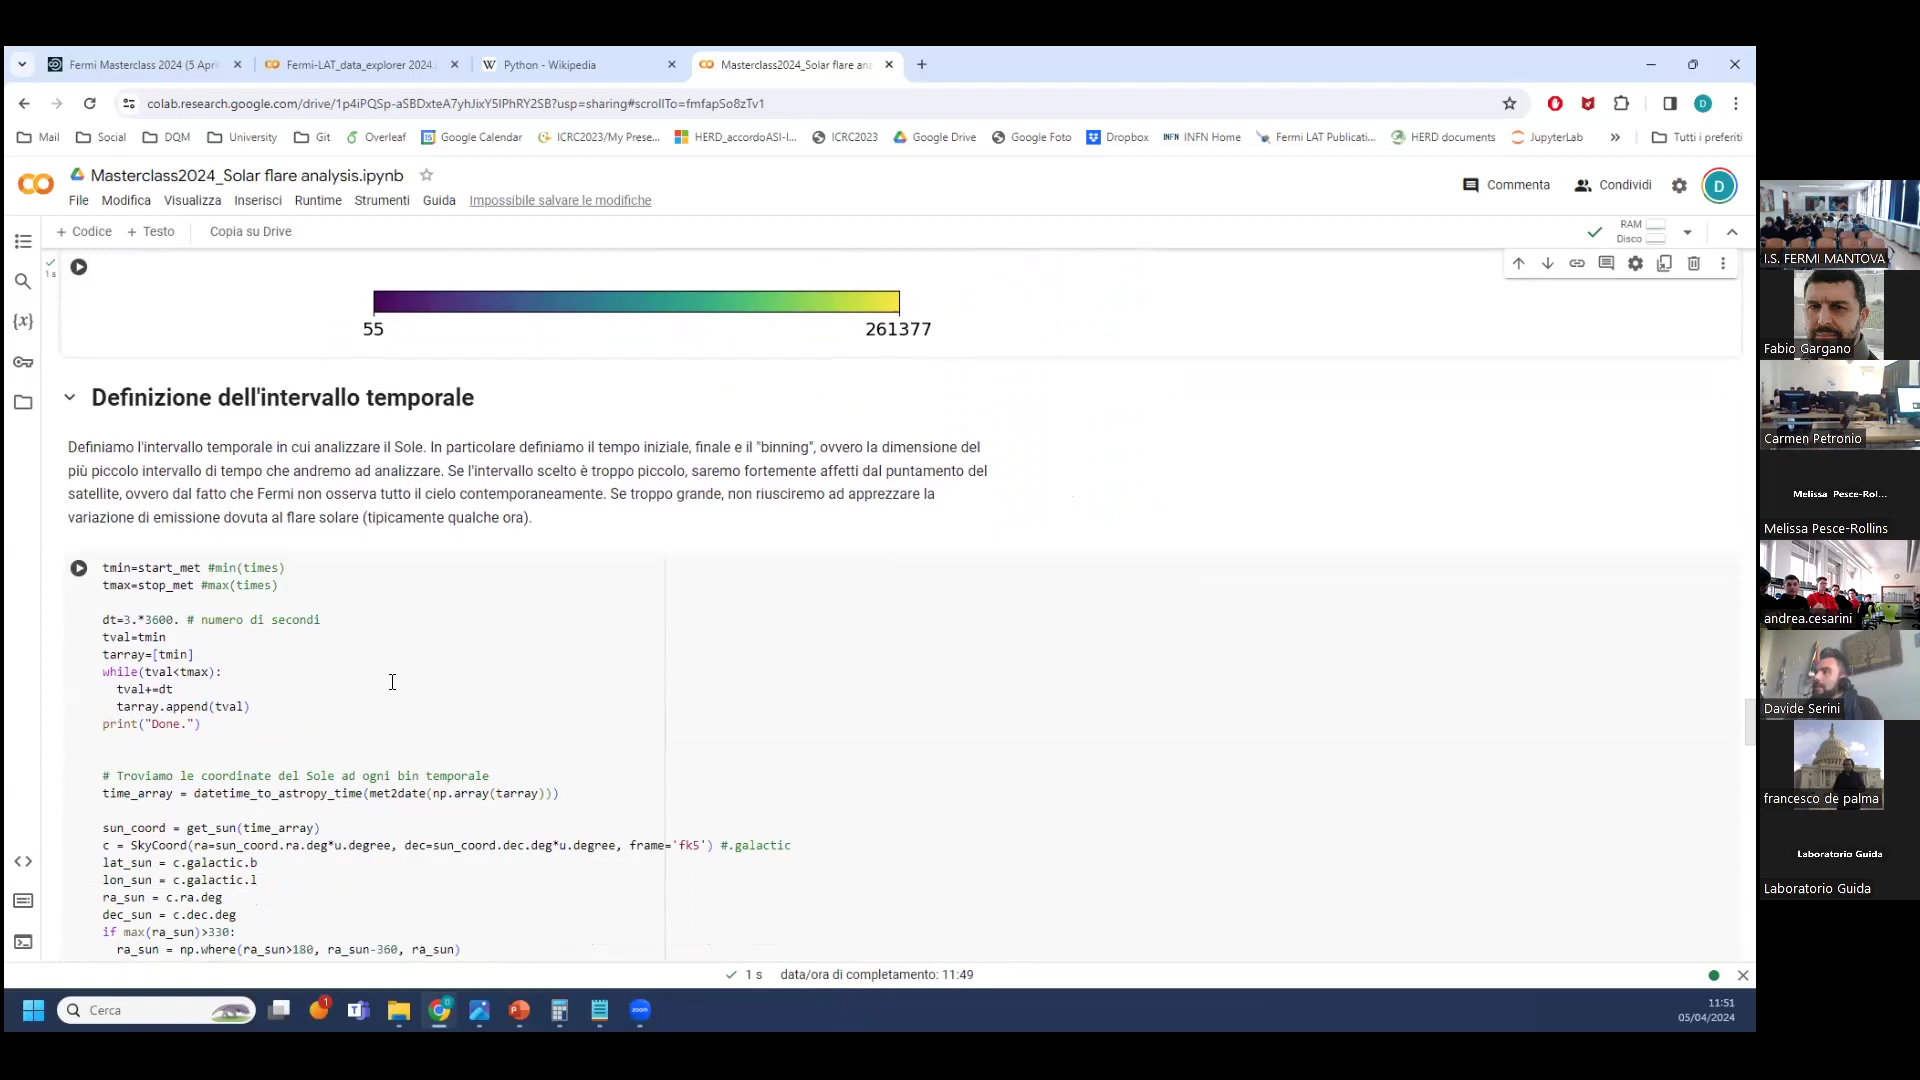 Fermi Masterclass 2024 (5 Apri
Fermi-LAT_data_explorer 2024.
Python - Wikipedia
Masterclass2024_Solar flare ana
colab.research.google.com/drive/1p4iPQSp-aSBDxteA7yhJixY5IPhRY2SB?usp=sharing#scrollTo=fmfapSo8zTv1
Mail
Social
DQM
University
Git
Overleaf
Google Calendar
ICRC2023/My Prese...
HERD_accordoASI-I...
ICRC2023
Google Drive
Google Foto
Dropbox
INFN Home
Fermi LAT Publicati...
HERD documents
JupyterLab
Tutti i preferiti
Masterclass2024_Solar flare analysis.ipynb
Commenta
Condividi
D
File Modifica Visualizza Inserisci Runtime Strumenti Guida Impossibile salvare le modifiche
+ Codice + Testo Copia su Drive
RAM
Disco
1s
55
261377
Definizione dell'intervallo temporale
Definiamo l'intervallo temporale in cui analizzare il Sole. In particolare definiamo il tempo iniziale, finale e il "binning", ovvero la dimensione del
più piccolo intervallo di tempo che andremo ad analizzare. Se l'intervallo scelto è troppo piccolo, saremo fortemente affetti dal puntamento del
satellite, ovvero dal fatto che Fermi non osserva tutto il cielo contemporaneamente. Se troppo grande, non riusciremo ad apprezzare la
variazione di emissione dovuta al flare solare (tipicamente qualche ora).
tmin=start_met #min(times)
tmax=stop_met #max(times)
dt=3.*3600. # numero di secondi
tval=tmin
tarray=[tmin]
while(tval<tmax):
tval+=dt
tarray.append(tval)
print("Done.")
# Troviamo le coordinate del Sole ad ogni bin temporale
time_array = datetime_to_astropy_time(met2date(np.array(tarray)))
sun_coord = get_sun(time_array)
c = SkyCoord(ra=sun_coord.ra.deg*u.degree, dec=sun_coord.dec.deg*u.degree, frame='fk5') #.galactic
lat_sun = c.galactic.b
lon_sun = c.galactic.l
ra_sun = c.ra.deg
dec_sun = c.dec.deg
if max(ra_sun)>330:
ra_sun = np.where(ra_sun>180, ra_sun-360, ra_sun)
1 s data/ora di completamento: 11:49
Cerca
11:51
05/04/2024
I.S. FERMI MANTOVA
Fabio Gargano
Carmen Petronio
Melissa Pesce-Rol...
Melissa Pesce-Rollins
andrea.cesarini
Davide Serini
francesco de palma
Laboratorio Guida
Laboratorio Guida